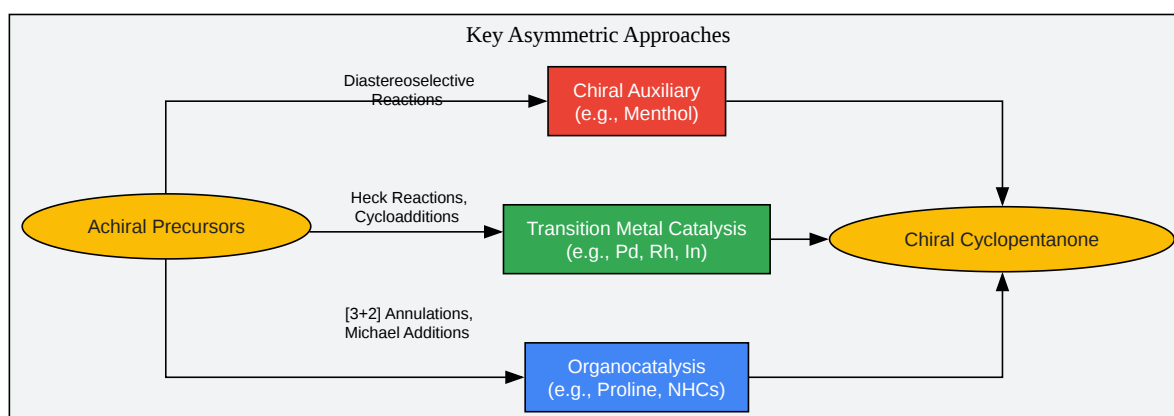 Key Asymmetric Approaches
Diastereoselective
Reactions
Chiral Auxiliary
(e.g., Menthol)
Achiral Precursors
Heck Reactions,
Cycloadditions
Transition Metal Catalysis
(e.g., Pd, Rh, In)
Chiral Cyclopentanone
[3+2] Annulations,
Michael Additions
Organocatalysis
(e.g., Proline, NHCs)